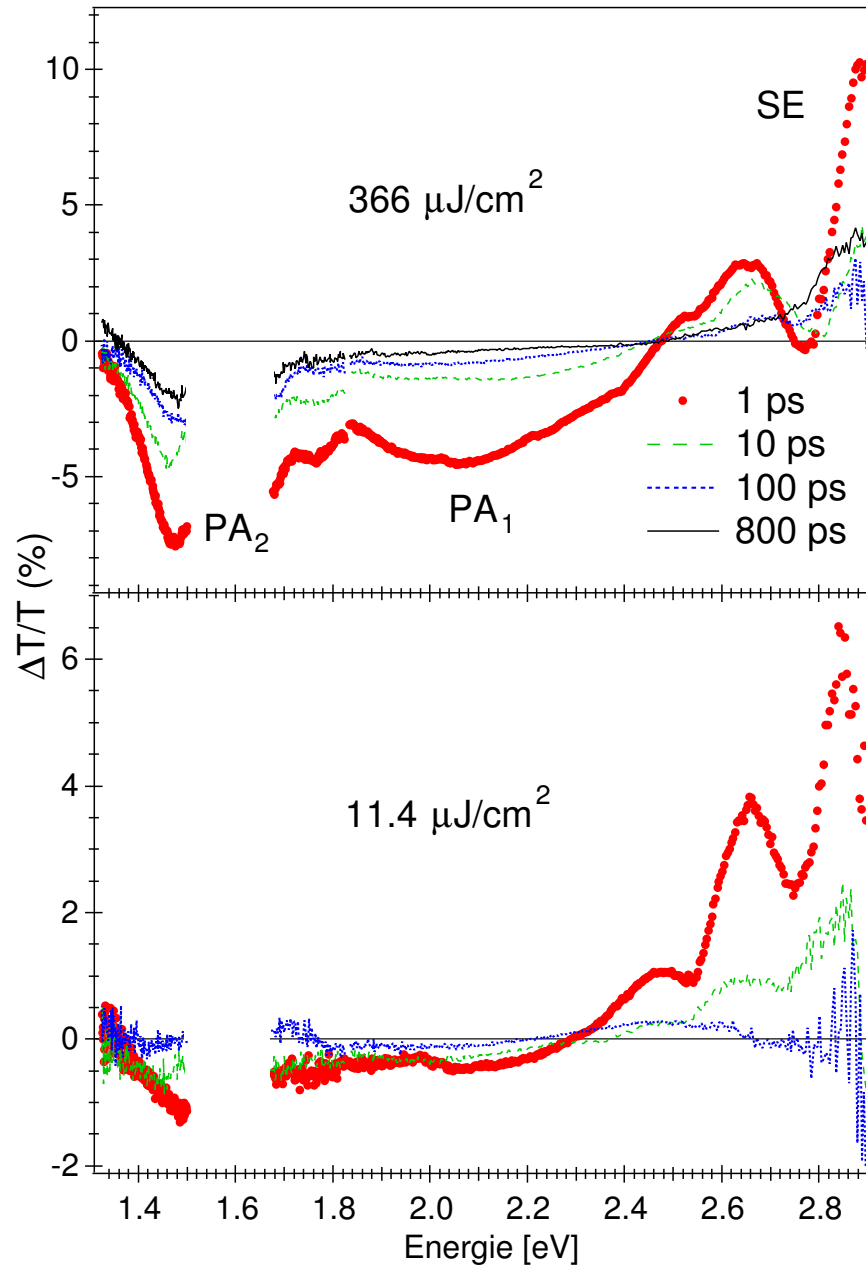 10
5
0
-5
SE
366 μJ/cm²
PA₂
PA₁
1 ps
10 ps
100 ps
800 ps
ΔT/T (%)
6
4
2
0
-2
11.4 μJ/cm²
1.4 1.6 1.8 2.0 2.2 2.4 2.6 2.8
Energie [eV]